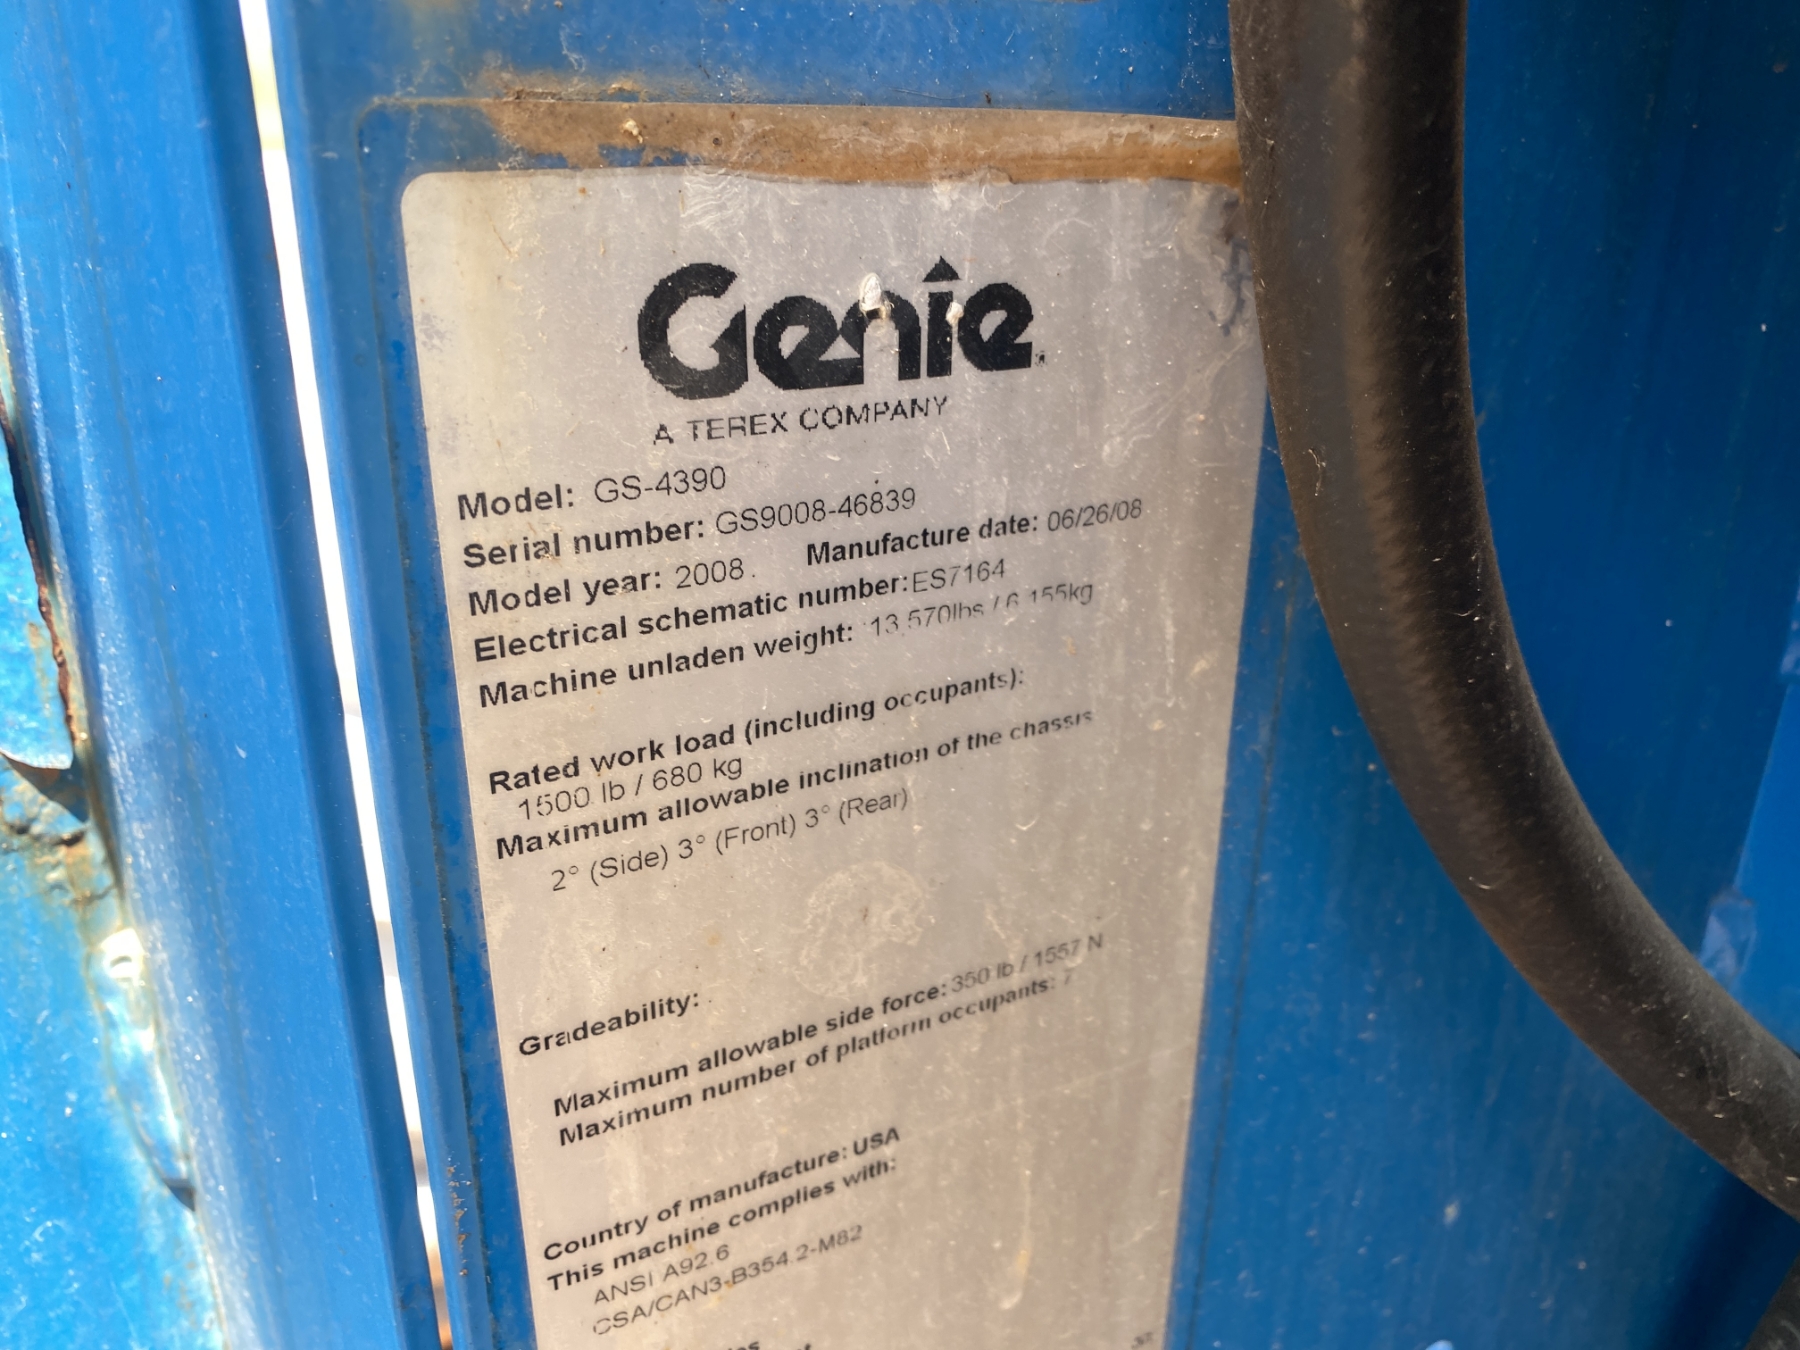 Genie
A TEREX COMPANY
Model: GS-4390
Serial number: GS9008-46839
Model year: 2008 Manufacture date: 06/26/08
Electrical schematic number:ES7164
Machine unladen weight: 13,570lbs / 6,155kg
Rated work load (including occupants):
1500 lb / 680 kg
Maximum allowable inclination of the chassis
2° (Side) 3° (Front) 3° (Rear)
Gradeability:
Maximum allowable side force: 350 lb / 1557 N
Maximum number of platform occupants: 7
Country of manufacture: USA
This machine complies with:
ANSI A92.6
CSA/CAN3-B354.2-M82